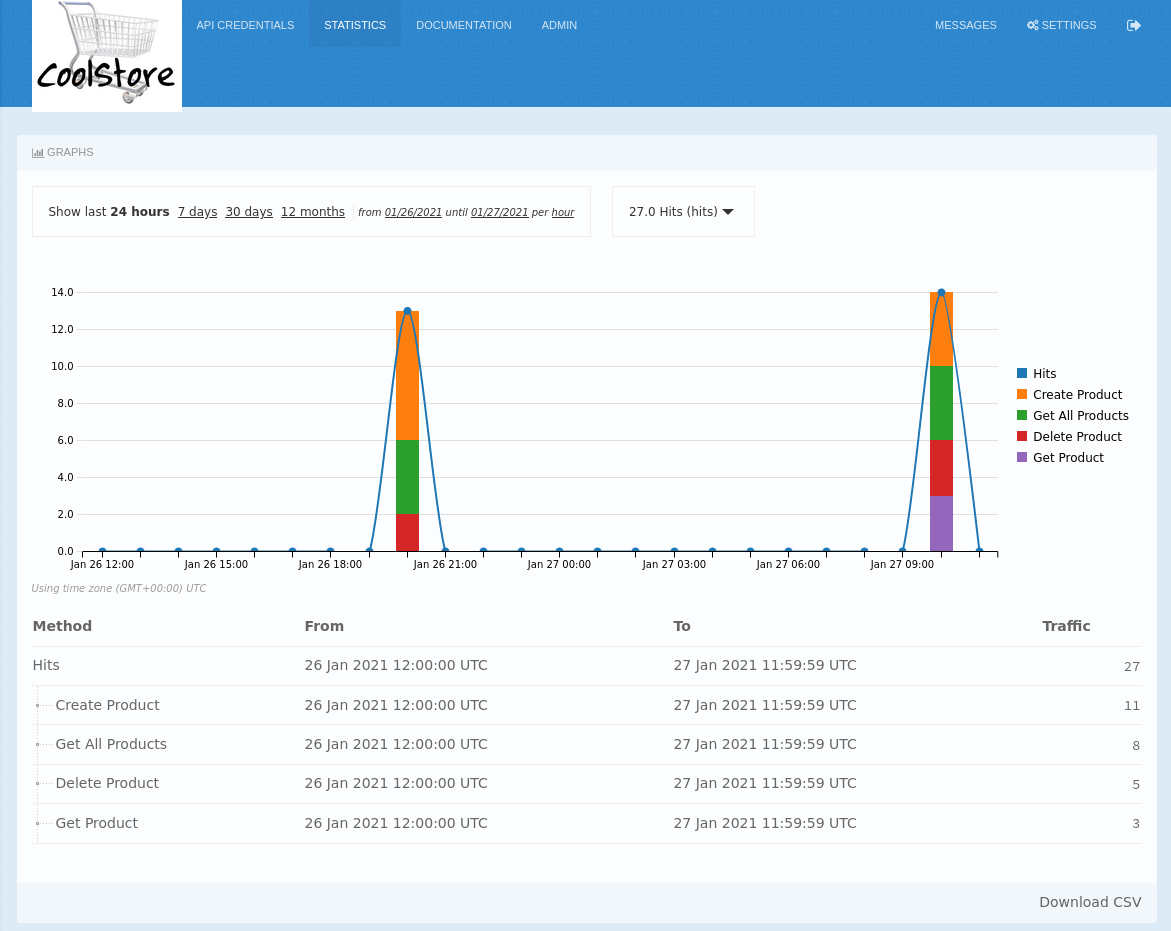 CoolStore
API CREDENTIALS STATISTICS DOCUMENTATION ADMIN MESSAGES SETTINGS
GRAPHS
Show last 24 hours 7 days 30 days 12 months from 01/26/2021 until 01/27/2021 per hour 27.0 Hits (hits)
14.0
12.0
10.0
8.0
6.0
4.0
2.0
0.0
Jan 26 12:00 Jan 26 15:00 Jan 26 18:00 Jan 26 21:00 Jan 27 00:00 Jan 27 03:00 Jan 27 06:00 Jan 27 09:00
Hits
Create Product
Get All Products
Delete Product
Get Product
Using time zone (GMT+00:00) UTC
Method From To Traffic
Hits 26 Jan 2021 12:00:00 UTC 27 Jan 2021 11:59:59 UTC 27
Create Product 26 Jan 2021 12:00:00 UTC 27 Jan 2021 11:59:59 UTC 11
Get All Products 26 Jan 2021 12:00:00 UTC 27 Jan 2021 11:59:59 UTC 8
Delete Product 26 Jan 2021 12:00:00 UTC 27 Jan 2021 11:59:59 UTC 5
Get Product 26 Jan 2021 12:00:00 UTC 27 Jan 2021 11:59:59 UTC 3
Download CSV